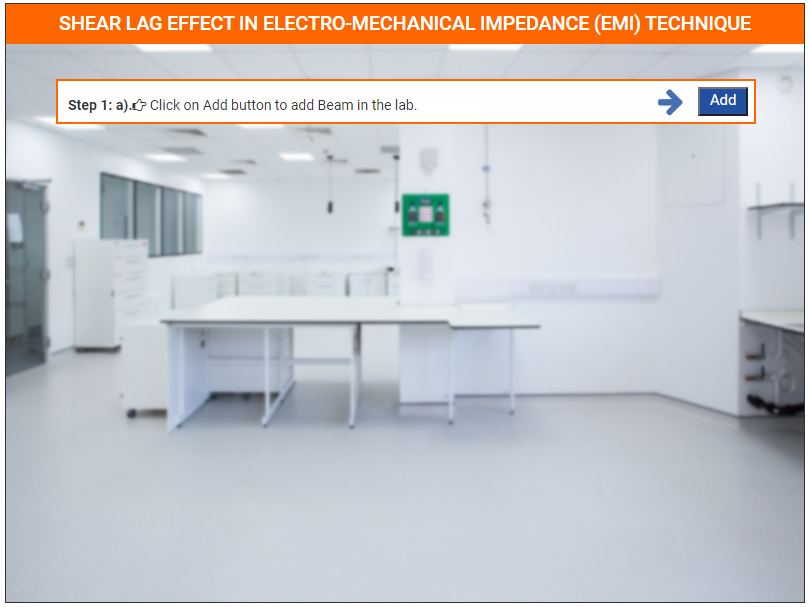 SHEAR LAG EFFECT IN ELECTRO-MECHANICAL IMPEDANCE (EMI) TECHNIQUE
Step 1: a). Click on Add button to add Beam in the lab.
Add